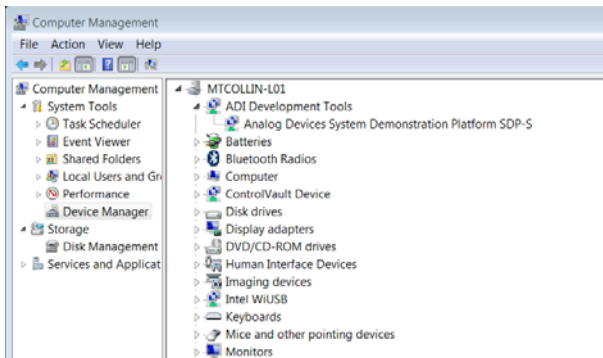 Computer Management
File Action View Help
Computer Management
System Tools
Task Scheduler
Event Viewer
Shared Folders
Local Users and Gr
Performance
Device Manager
Storage
Disk Management
Services and Applicat
MTCOLLIN-L01
ADI Development Tools
Analog Devices System Demonstration Platform SDP-S
Batteries
Bluetooth Radios
Computer
ControlVault Device
Disk drives
Display adapters
DVD/CD-ROM drives
Human Interface Devices
Imaging devices
Intel WiUSB
Keyboards
Mice and other pointing devices
Monitors